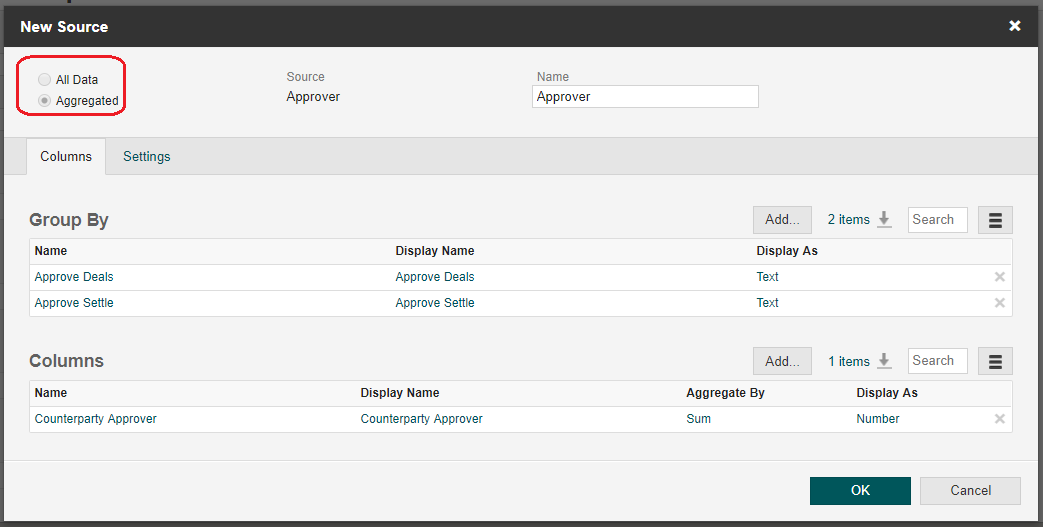 New Source
All Data
Aggregated
Source
Approver
Name
Approver
Columns Settings
Group By Add... 2 items Search
Name Display Name Display As
Approve Deals Approve Deals Text
Approve Settle Approve Settle Text
Columns Add... 1 items Search
Name Display Name Aggregate By Display As
Counterparty Approver Counterparty Approver Sum Number
OK Cancel